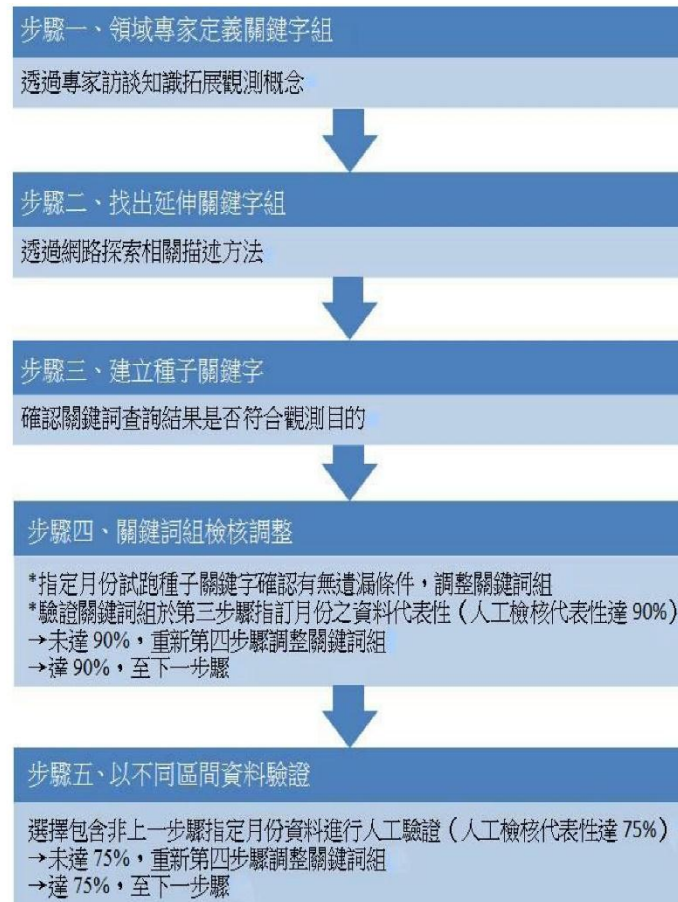 步驟一、領域專家定義關鍵字組
透過專家訪談知識拓展觀測概念
步驟二、找出延伸關鍵字組
透過網路探索相關描述方法
步驟三、建立種子關鍵字
確認關鍵詞查詢結果是否符合觀測目的
步驟四、關鍵詞組檢核調整
*指定月份試跑種子關鍵字確認有無遺漏條件，調整關鍵詞組
*驗證關鍵詞組於第三步驟指訂月份之資料代表性（人工檢核代表性達 90%）
→未達 90%，重新第四步驟調整關鍵詞組
→達 90%，至下一步驟
步驟五、以不同區間資料驗證
選擇包含非上一步驟指定月份資料進行人工驗證（人工檢核代表性達 75%）
→未達 75%，重新第四步驟調整關鍵詞組
→達 75%，至下一步驟